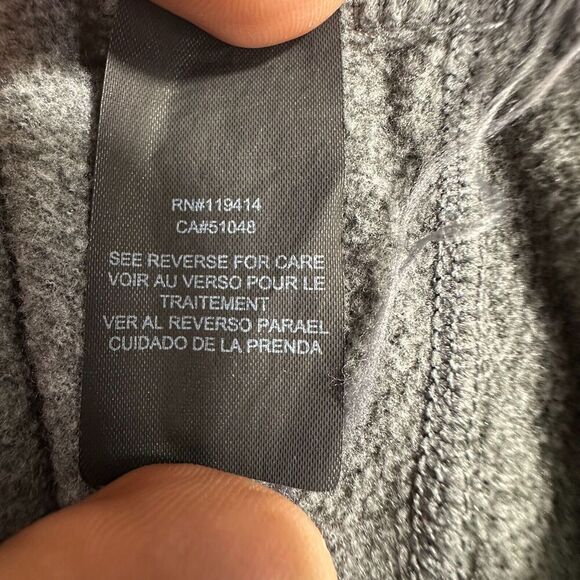 RN#119414
CA#51048
SEE REVERSE FOR CARE
VOIR AU VERSO POUR LE
TRAITEMENT
VER AL REVERSO PARAEL
CUIDADO DE LA PRENDA